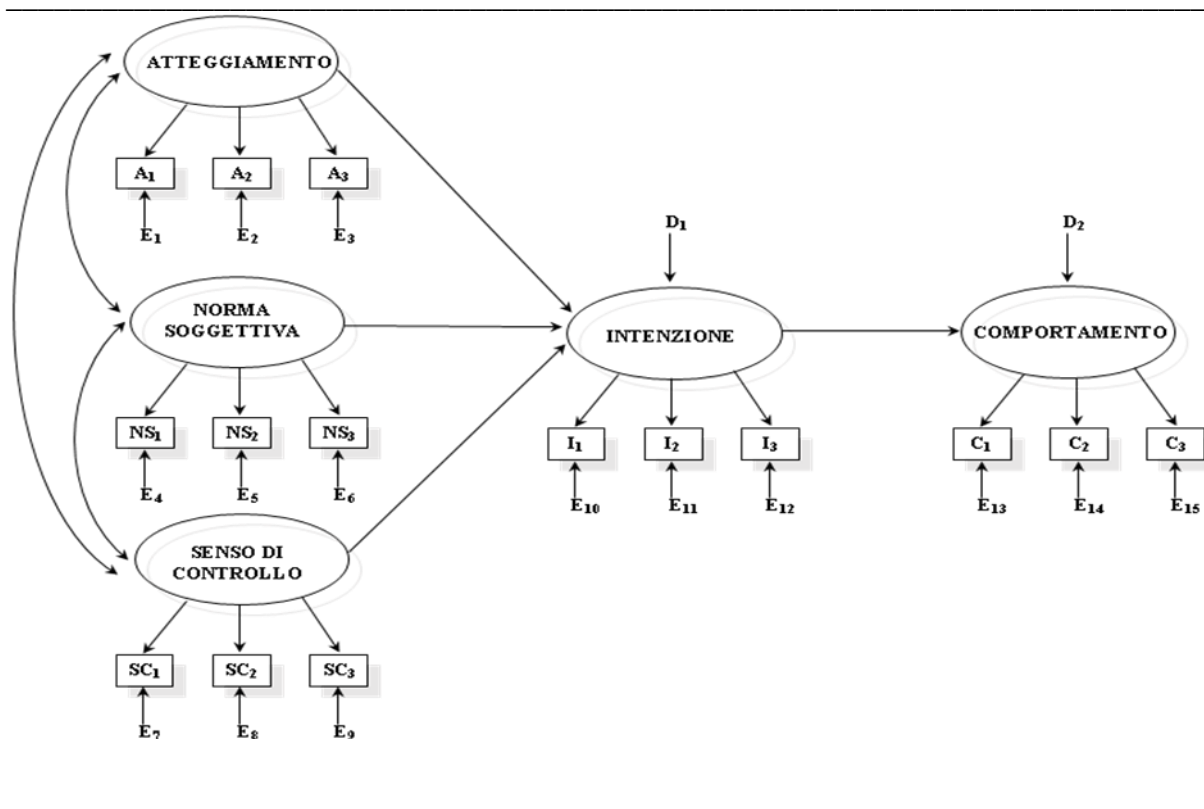 ATTEGGIAMENTO
A1 A2 A3
E1 E2 E3
NORMA
SOGGETTIVA
NS1 NS2 NS3
E4 E5 E6
SENSO DI
CONTROLLO
SC1 SC2 SC3
E7 E8 E9
D1
INTENZIONE
I1 I2 I3
E10 E11 E12
D2
COMPORTAMENTO
C1 C2 C3
E13 E14 E15